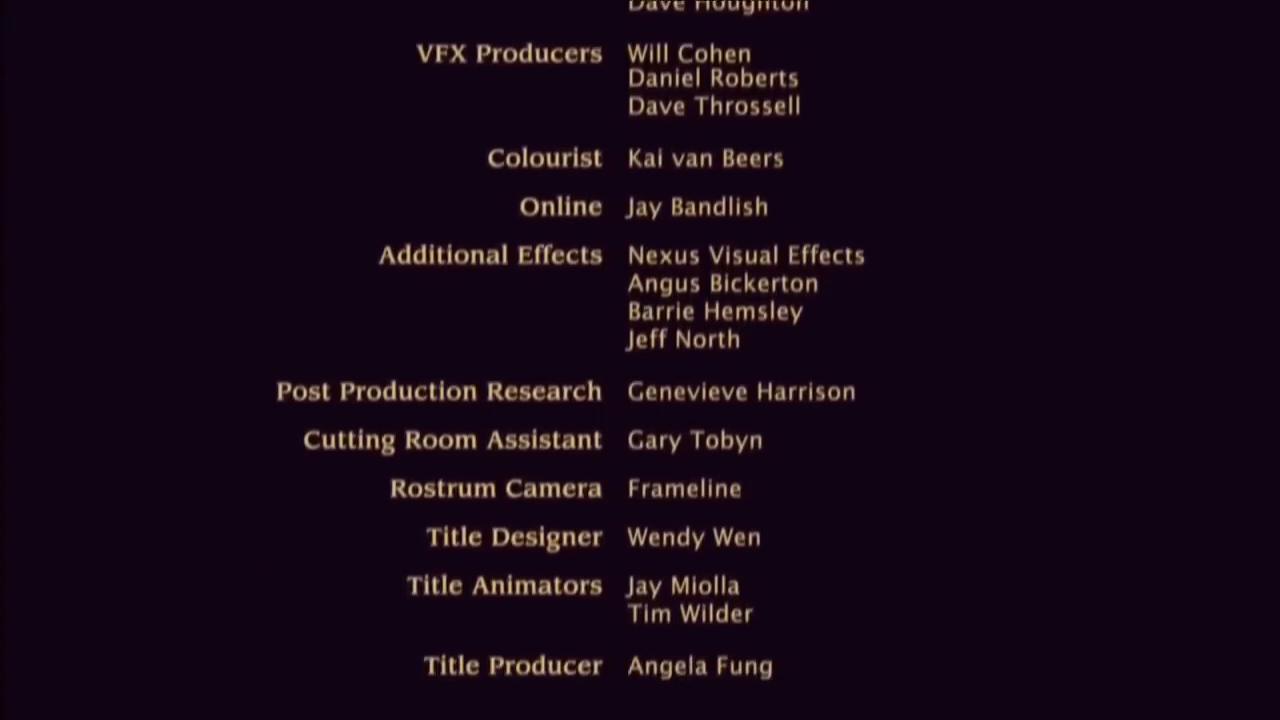 Dave Houghton
VFX Producers Will Cohen
Daniel Roberts
Dave Throssell
Colourist Kai van Beers
Online Jay Bandlish
Additional Effects Nexus Visual Effects
Angus Bickerton
Barrie Hemsley
Jeff North
Post Production Research Genevieve Harrison
Cutting Room Assistant Gary Tobyn
Rostrum Camera Frameline
Title Designer Wendy Wen
Title Animators Jay Miolla
Tim Wilder
Title Producer Angela Fung